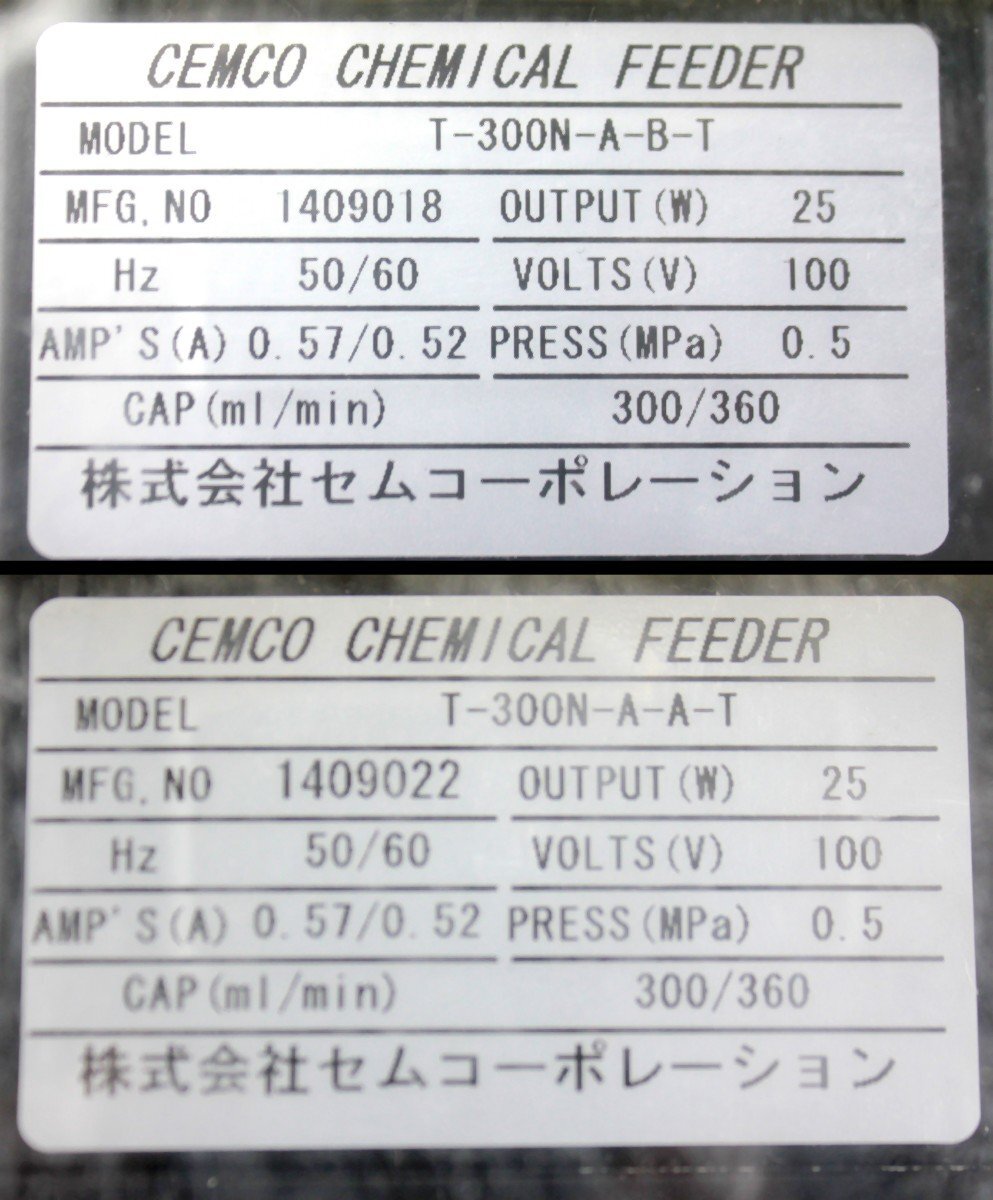 CEMCO CHEMICAL FEEDER
MODEL T-300N-A-B-T
MFG.NO 1409018 OUTPUT(W) 25
Hz 50/60 VOLTS(V) 100
AMP'S(A) 0.57/0.52 PRESS(MPa) 0.5
CAP(ml/min) 300/360
株式会社セムコーポレーション
CEMCO CHEMICAL FEEDER
MODEL T-300N-A-A-T
MFG.NO 1409022 OUTPUT(W) 25
Hz 50/60 VOLTS(V) 100
AMP'S(A) 0.57/0.52 PRESS(MPa) 0.5
CAP(ml/min) 300/360
株式会社セムコーポレーション